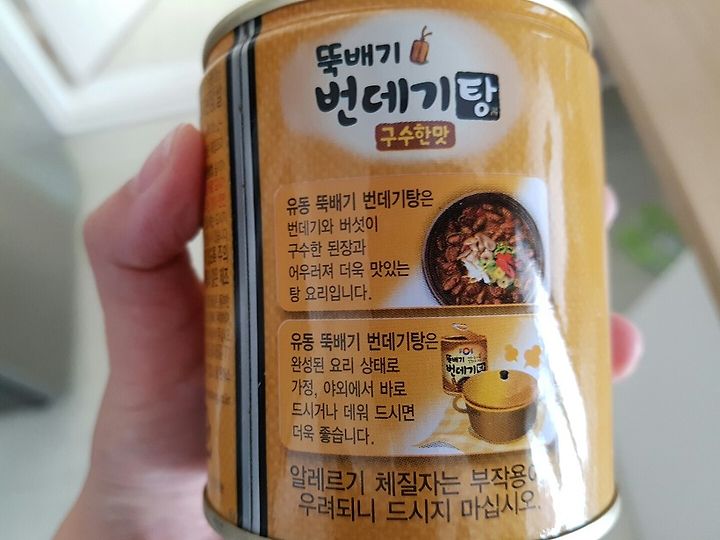 뚝배기
번데기탕
구수한맛
유동 뚝배기 번데기탕은
번데기와 버섯이
구수한 된장과
어우러져 더욱 맛있는
탕 요리입니다.
유동 뚝배기 번데기탕은
완성된 요리 상태로
가정, 야외에서 바로
드시거나 데워 드시면
더욱 좋습니다.
뚝배기
번데기탕
알레르기 체질자는 부작용이
우려되니 드시지 마십시오.